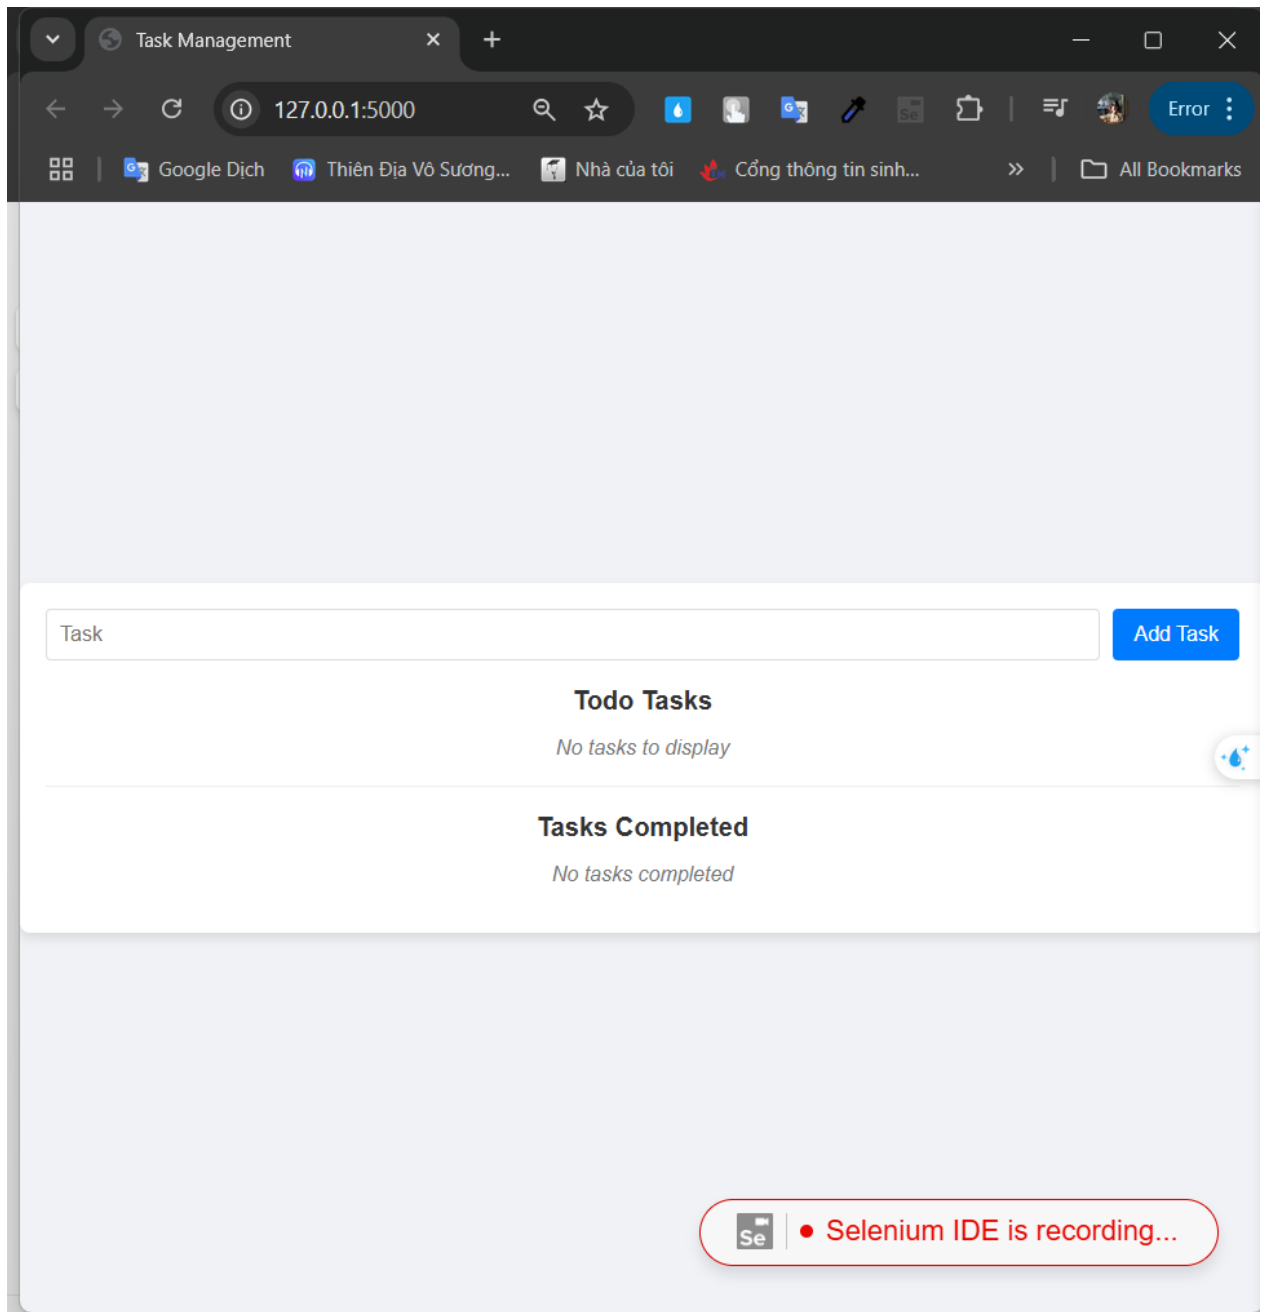 Task Management
127.0.0.1:5000
Se
Error
Google Dịch
Thiên Địa Vô Sương...
Nhà của tôi
Cổng thông tin sinh...
All Bookmarks
Task
Add Task
Todo Tasks
No tasks to display
Tasks Completed
No tasks completed
Se
Selenium IDE is recording...